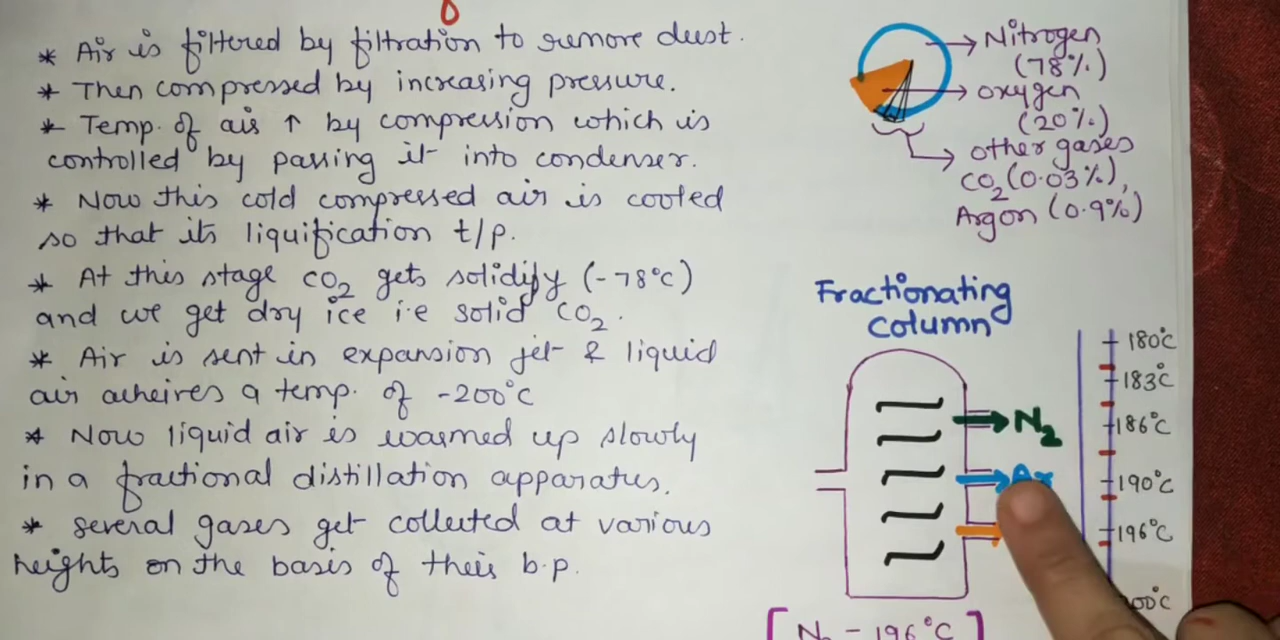 * Air is filtered by filtration to remore dust.
* Then compressed by increasing pressure.
* Temp. of air ↑ by compression which is
controlled by passing it into condenser.
* Now this cold compressed air is cooled
so that its liquification t/p.
* At this stage CO2 gets solidify (-78°C)
and we get dry ice i.e solid CO2.
* Air is sent in expansion jet & liquid
air acheires a temp. of -200°C
* Now liquid air is warmed up slowly
in a fractional distillation apparatus.
* Several gases get collected at various
heights on the basis of their b.p.
Nitrogen
(78%)
oxygen
(20%)
other gases
CO2 (0.03%),
Argon (0.9%)
Fractionating
column
N2
180°C
183°C
186°C
190°C
196°C
[N2 - 196°C]